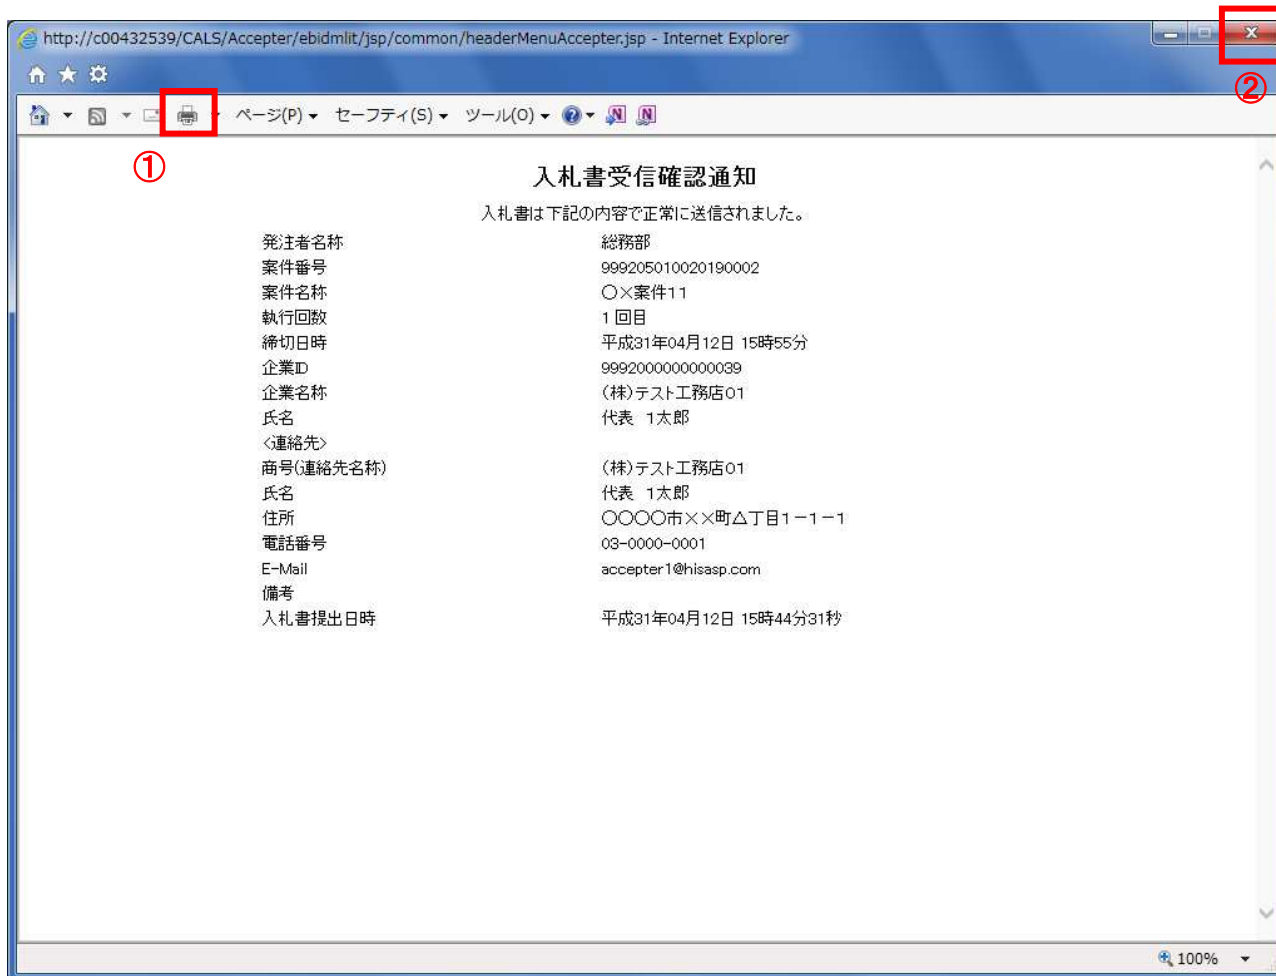 http://c00432539/CALS/Accepter/ebidmlit/jsp/common/headerMenuAccepter.jsp - Internet Explorer
②
ページ(P) セーフティ(S) ツール(O)
①
入札書受信確認通知
入札書は下記の内容で正常に送信されました。
発注者名称 総務部
案件番号 999205010020190002
案件名称 〇×案件11
執行回数 1回目
締切日時 平成31年04月12日 15時55分
企業ID 9992000000000039
企業名称 (株)テスト工務店01
氏名 代表 1太郎
<連絡先>
商号(連絡先名称) (株)テスト工務店01
氏名 代表 1太郎
住所 〇〇〇〇市××町△丁目1-1-1
電話番号 03-0000-0001
E-Mail accepter1@hisasp.com
備考
入札書提出日時 平成31年04月12日 15時44分31秒
100%